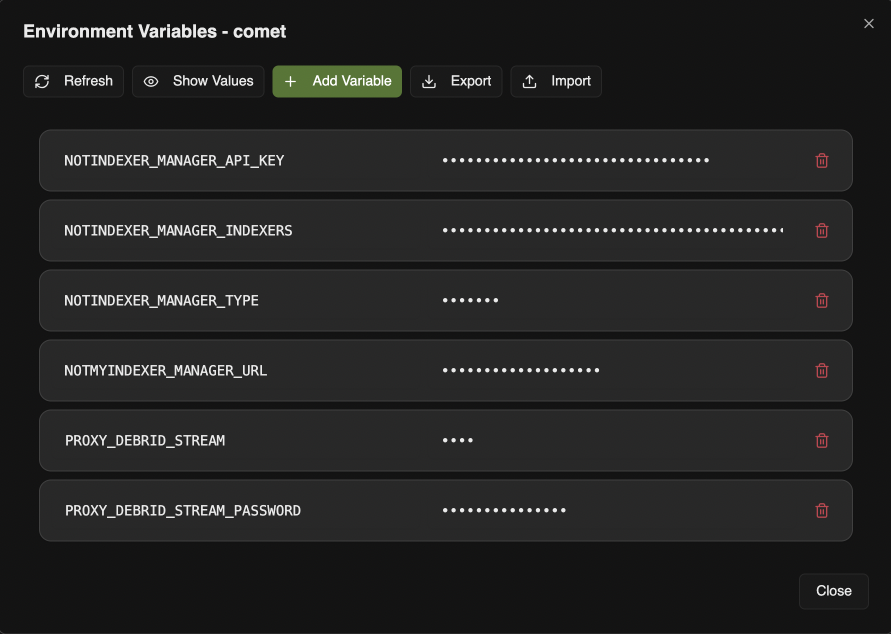 Environment Variables - comet
Refresh Show Values Add Variable Export Import
NOTINDEXER_MANAGER_API_KEY ••••••••••••••••••••••••••••••••
NOTINDEXER_MANAGER_INDEXERS •••••••••••••••••••••••••••••••••••••••••
NOTINDEXER_MANAGER_TYPE •••••••
NOTMYINDEXER_MANAGER_URL •••••••••••••••••••
PROXY_DEBRID_STREAM ••••
PROXY_DEBRID_STREAM_PASSWORD •••••••••••••••
Close